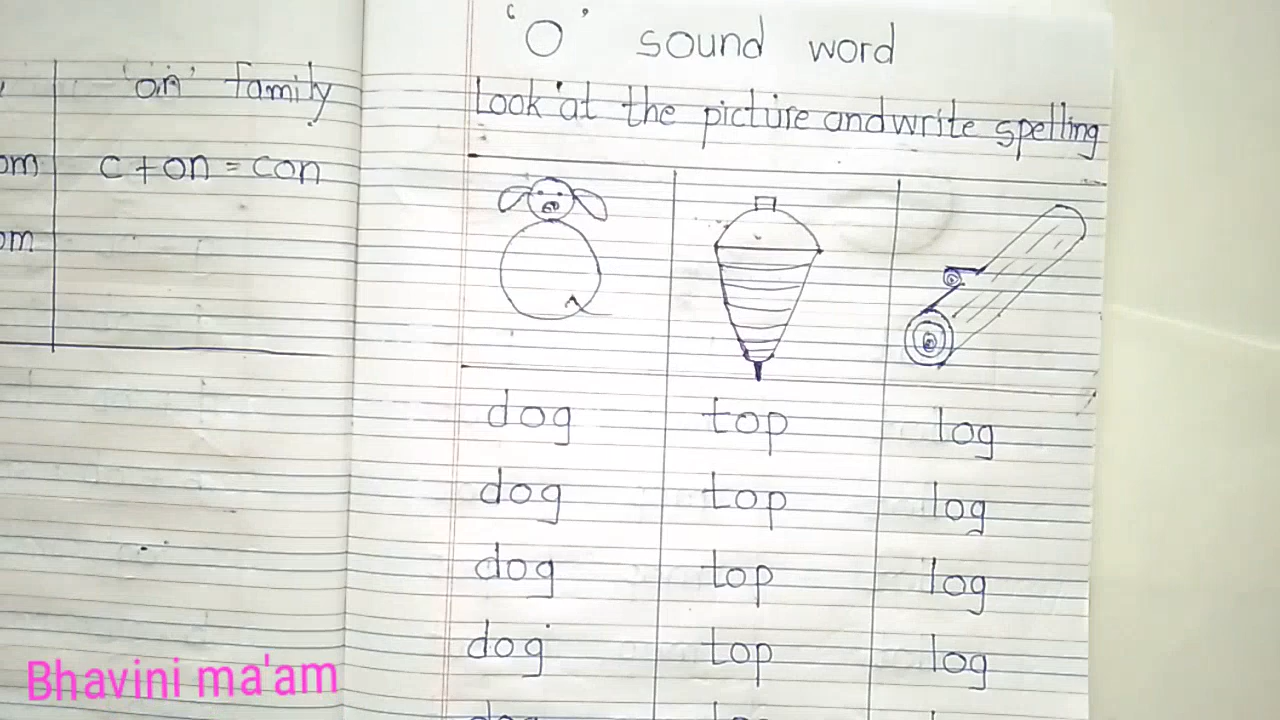 'on' family
om c + on = con
om
'O' sound word
Look at the picture and write spelling
dog top log
dog top log
dog top log
dog top log
dog
Bhavini ma'am